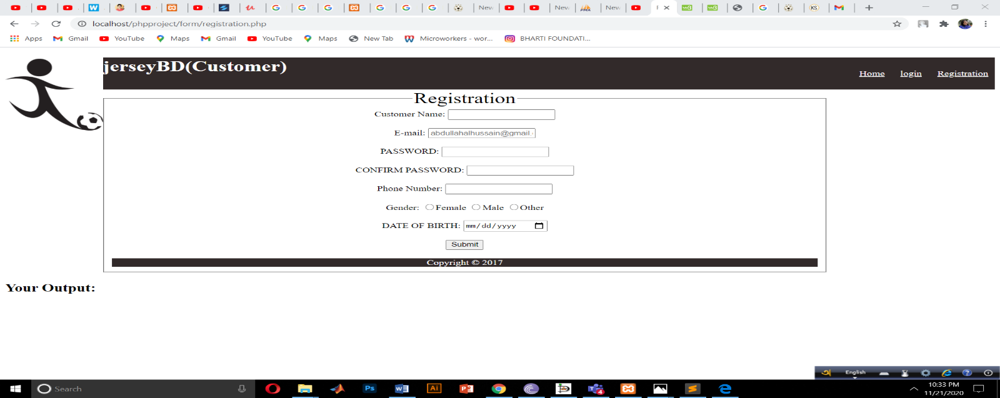 New
New
New
localhost/phpproject/form/registration.php
Apps Gmail YouTube Maps Gmail YouTube Maps New Tab Microworkers - wor... BHARTI FOUNDATI...
jerseyBD(Customer)
Home login Registration
Registration
Customer Name:
E-mail: abdullahalhussain@gmail.
PASSWORD:
CONFIRM PASSWORD:
Phone Number:
Gender: Female Male Other
DATE OF BIRTH: mm/dd/yyyy
Submit
Copyright © 2017
Your Output:
English
Search
Ps
Ai
10:33 PM
11/21/2020